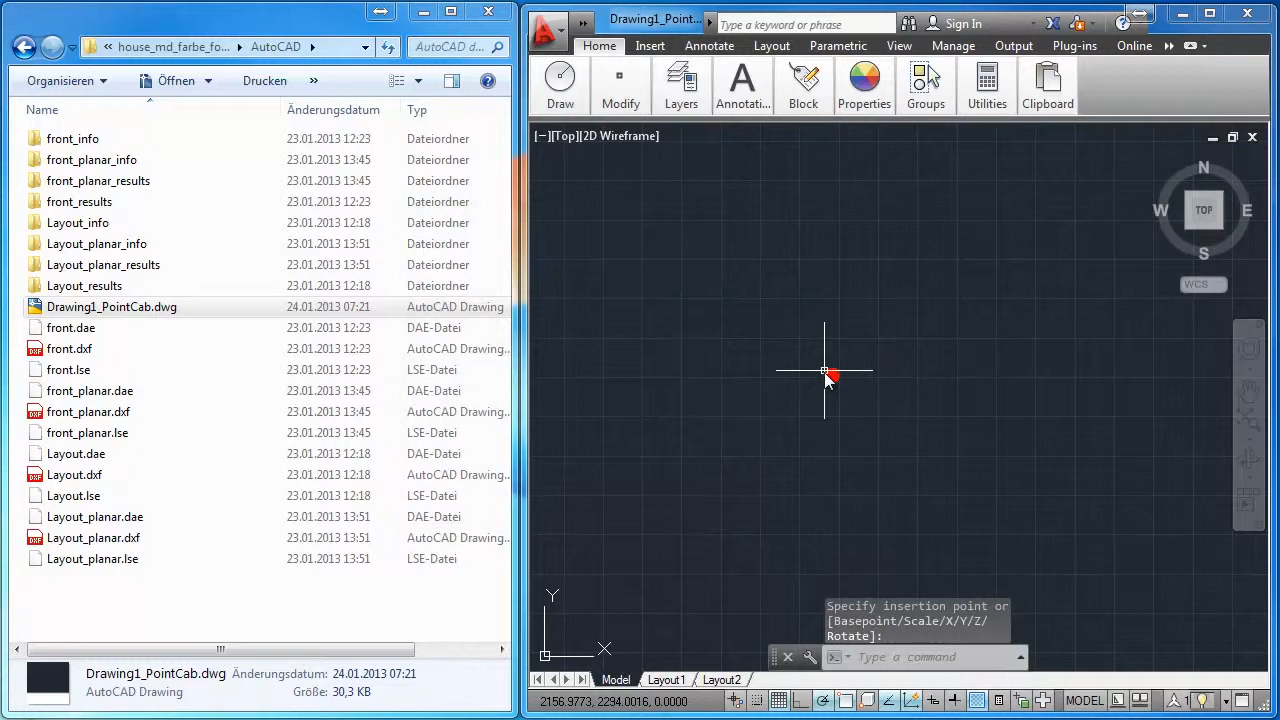 house_md_farbe_fo... AutoCAD
AutoCAD d...
Organisieren Öffnen Drucken »
Name Änderungsdatum Typ
front_info 23.01.2013 12:23 Dateiordner
front_planar_info 23.01.2013 13:45 Dateiordner
front_planar_results 23.01.2013 13:45 Dateiordner
front_results 23.01.2013 12:23 Dateiordner
Layout_info 23.01.2013 12:18 Dateiordner
Layout_planar_info 23.01.2013 13:51 Dateiordner
Layout_planar_results 23.01.2013 13:51 Dateiordner
Layout_results 23.01.2013 12:18 Dateiordner
Drawing1_PointCab.dwg 24.01.2013 07:21 AutoCAD Drawing
front.dae 23.01.2013 12:23 DAE-Datei
DXF front.dxf 23.01.2013 12:23 AutoCAD Drawing...
front.lse 23.01.2013 12:23 LSE-Datei
front_planar.dae 23.01.2013 13:45 DAE-Datei
DXF front_planar.dxf 23.01.2013 13:45 AutoCAD Drawing...
front_planar.lse 23.01.2013 13:45 LSE-Datei
Layout.dae 23.01.2013 12:18 DAE-Datei
DXF Layout.dxf 23.01.2013 12:18 AutoCAD Drawing...
Layout.lse 23.01.2013 12:18 LSE-Datei
Layout_planar.dae 23.01.2013 13:51 DAE-Datei
DXF Layout_planar.dxf 23.01.2013 13:51 AutoCAD Drawing...
Layout_planar.lse 23.01.2013 13:51 LSE-Datei
Drawing1_PointCab.dwg Änderungsdatum: 24.01.2013 07:21
AutoCAD Drawing Größe: 30,3 KB
Drawing1_Point... Type a keyword or phrase Sign In
Home Insert Annotate Layout Parametric View Manage Output Plug-ins Online
Draw Modify Layers Annotati... Block Properties Groups Utilities Clipboard
[−][Top][2D Wireframe]
N
W TOP E
S
WCS
Y
X
Specify insertion point or
[Basepoint/Scale/X/Y/Z/
Rotate]:
Type a command
Model Layout1 Layout2
2156.9773, 2294.0016, 0.0000 MODEL 1